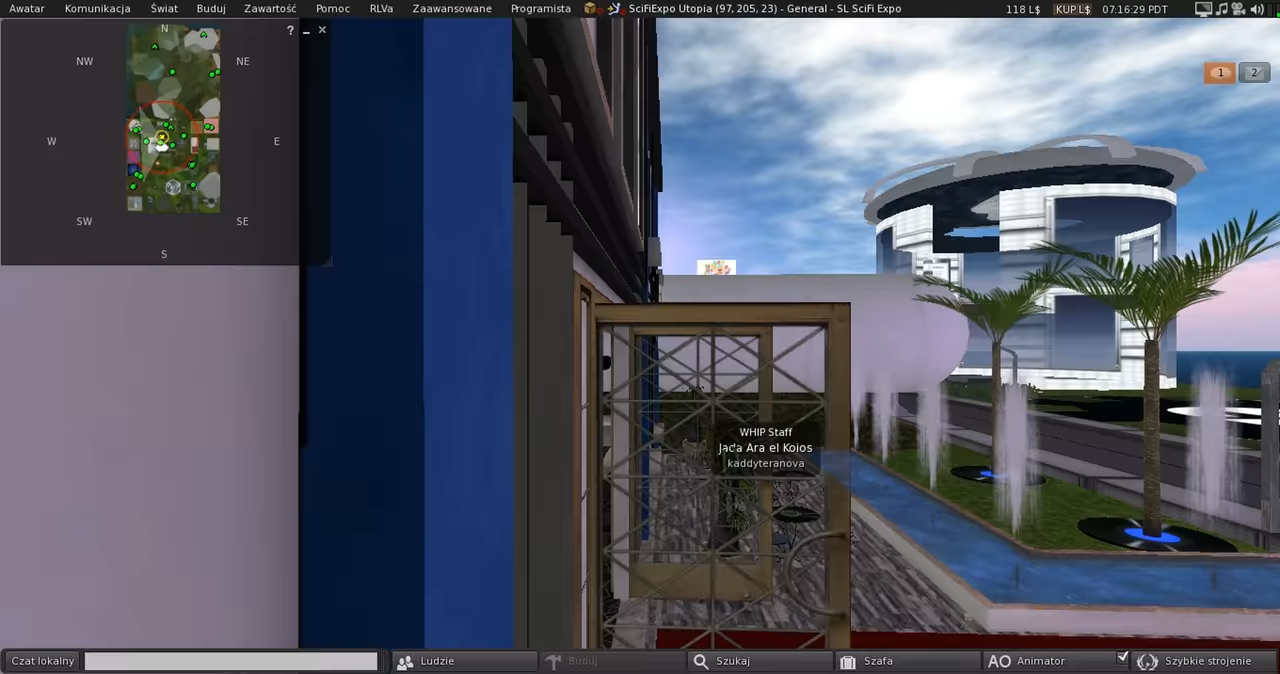 Awatar Komunikacja Świat Buduj Zawartość Pomoc RLVa Zaawansowane Programista SciFiExpo Utopia (97, 205, 23) - General - SL SciFi Expo 118 L$ KUP L$ 07:16:29 PDT
N ? _ ×
NW NE
1 2
W E
SW SE
S
WHIP Staff
Jad'a Ara el Koios
kaddyteranova
Czat lokalny Ludzie Buduj Szukaj Szafa AO Animator Szybkie strojenie